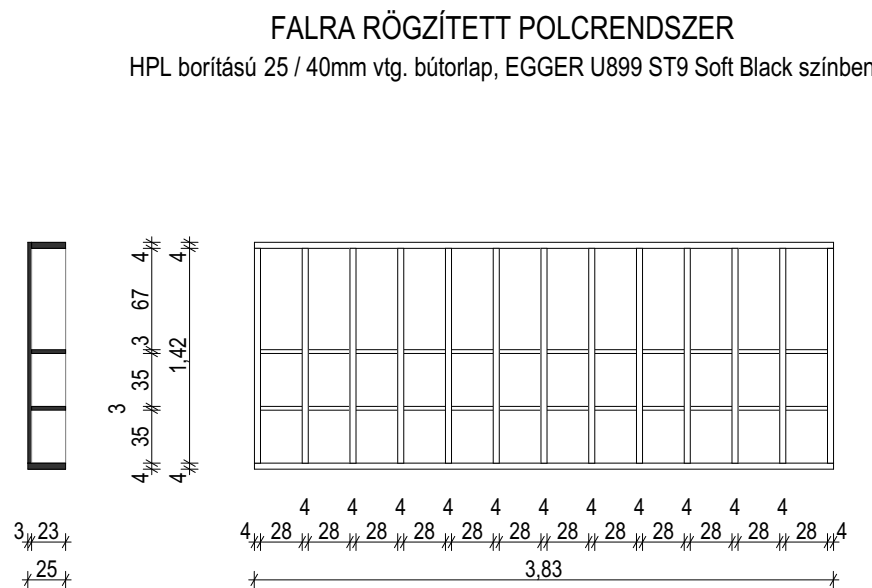 FALRA RÖGZÍTETT POLCRENDSZER
HPL borítású 25 / 40mm vtg. bútorlap, EGGER U899 ST9 Soft Black színben
4 67 3 35 3 35 4
4 1,42 4
4 4 4 4 4 4 4 4 4 4 4
3 23
4 28 28 28 28 28 28 28 28 28 28 28 28 4
25
3,83